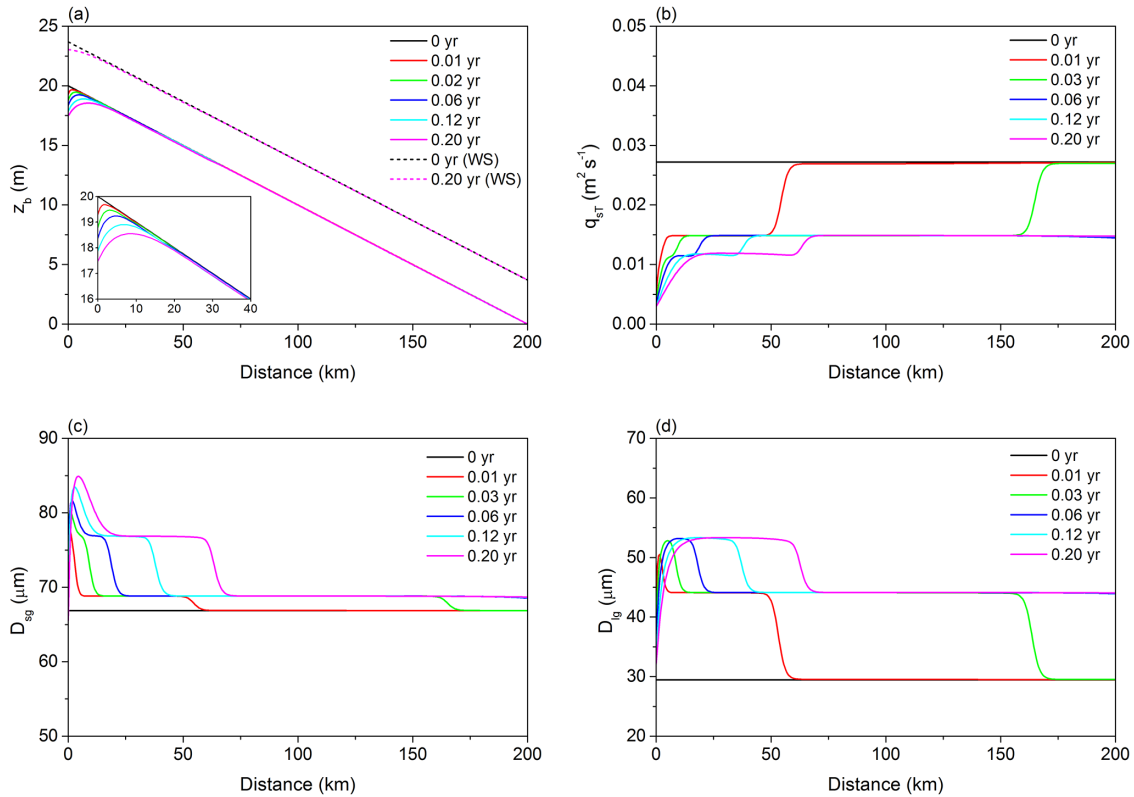 (a)
25
20
15
10
5
0
z_b (m)
0 yr
0.01 yr
0.02 yr
0.06 yr
0.12 yr
0.20 yr
0 yr (WS)
0.20 yr (WS)
20
19
18
17
16
0 10 20 30 40
0 50 100 150 200
Distance (km)
(b)
0.05
0.04
0.03
0.02
0.01
0.00
q_sT (m² s⁻¹)
0 yr
0.01 yr
0.03 yr
0.06 yr
0.12 yr
0.20 yr
0 50 100 150 200
Distance (km)
(c)
90
80
70
60
50
D_sg (μm)
0 yr
0.01 yr
0.03 yr
0.06 yr
0.12 yr
0.20 yr
0 50 100 150 200
Distance (km)
(d)
70
60
50
40
30
20
D_lg (μm)
0 yr
0.01 yr
0.03 yr
0.06 yr
0.12 yr
0.20 yr
0 50 100 150 200
Distance (km)